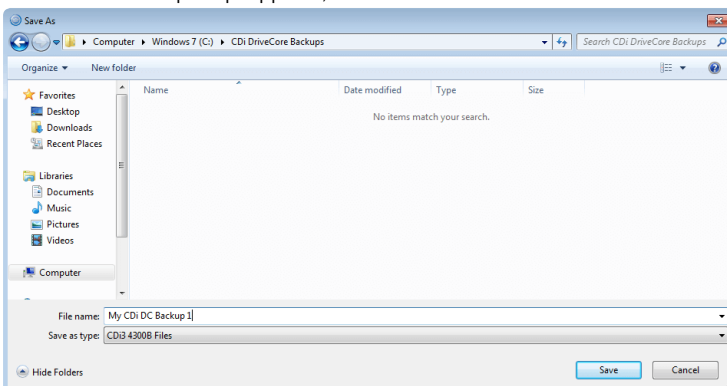 Save As
Computer Windows 7 (C:) CDi DriveCore Backups Search CDi DriveCore Backups
Organize New folder
Name Date modified Type Size
No items match your search.
Favorites
Desktop
Downloads
Recent Places
Libraries
Documents
Music
Pictures
Videos
Computer
File name: My CDi DC Backup 1
Save as type: CDi3 4300B Files
Hide Folders Save Cancel